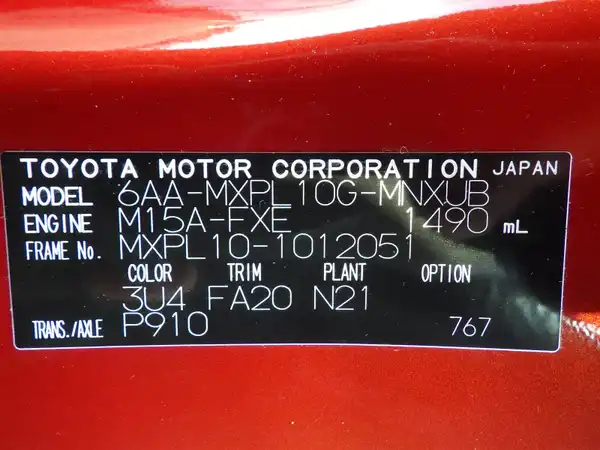 TOYOTA MOTOR CORPORATION JAPAN
MODEL 6AA-MXPL10G-MNXUB
ENGINE M15A-FXE 1490 mL
FRAME No. MXPL10-1012051
COLOR TRIM PLANT OPTION
3U4 FA20 N21
TRANS./AXLE P910 767